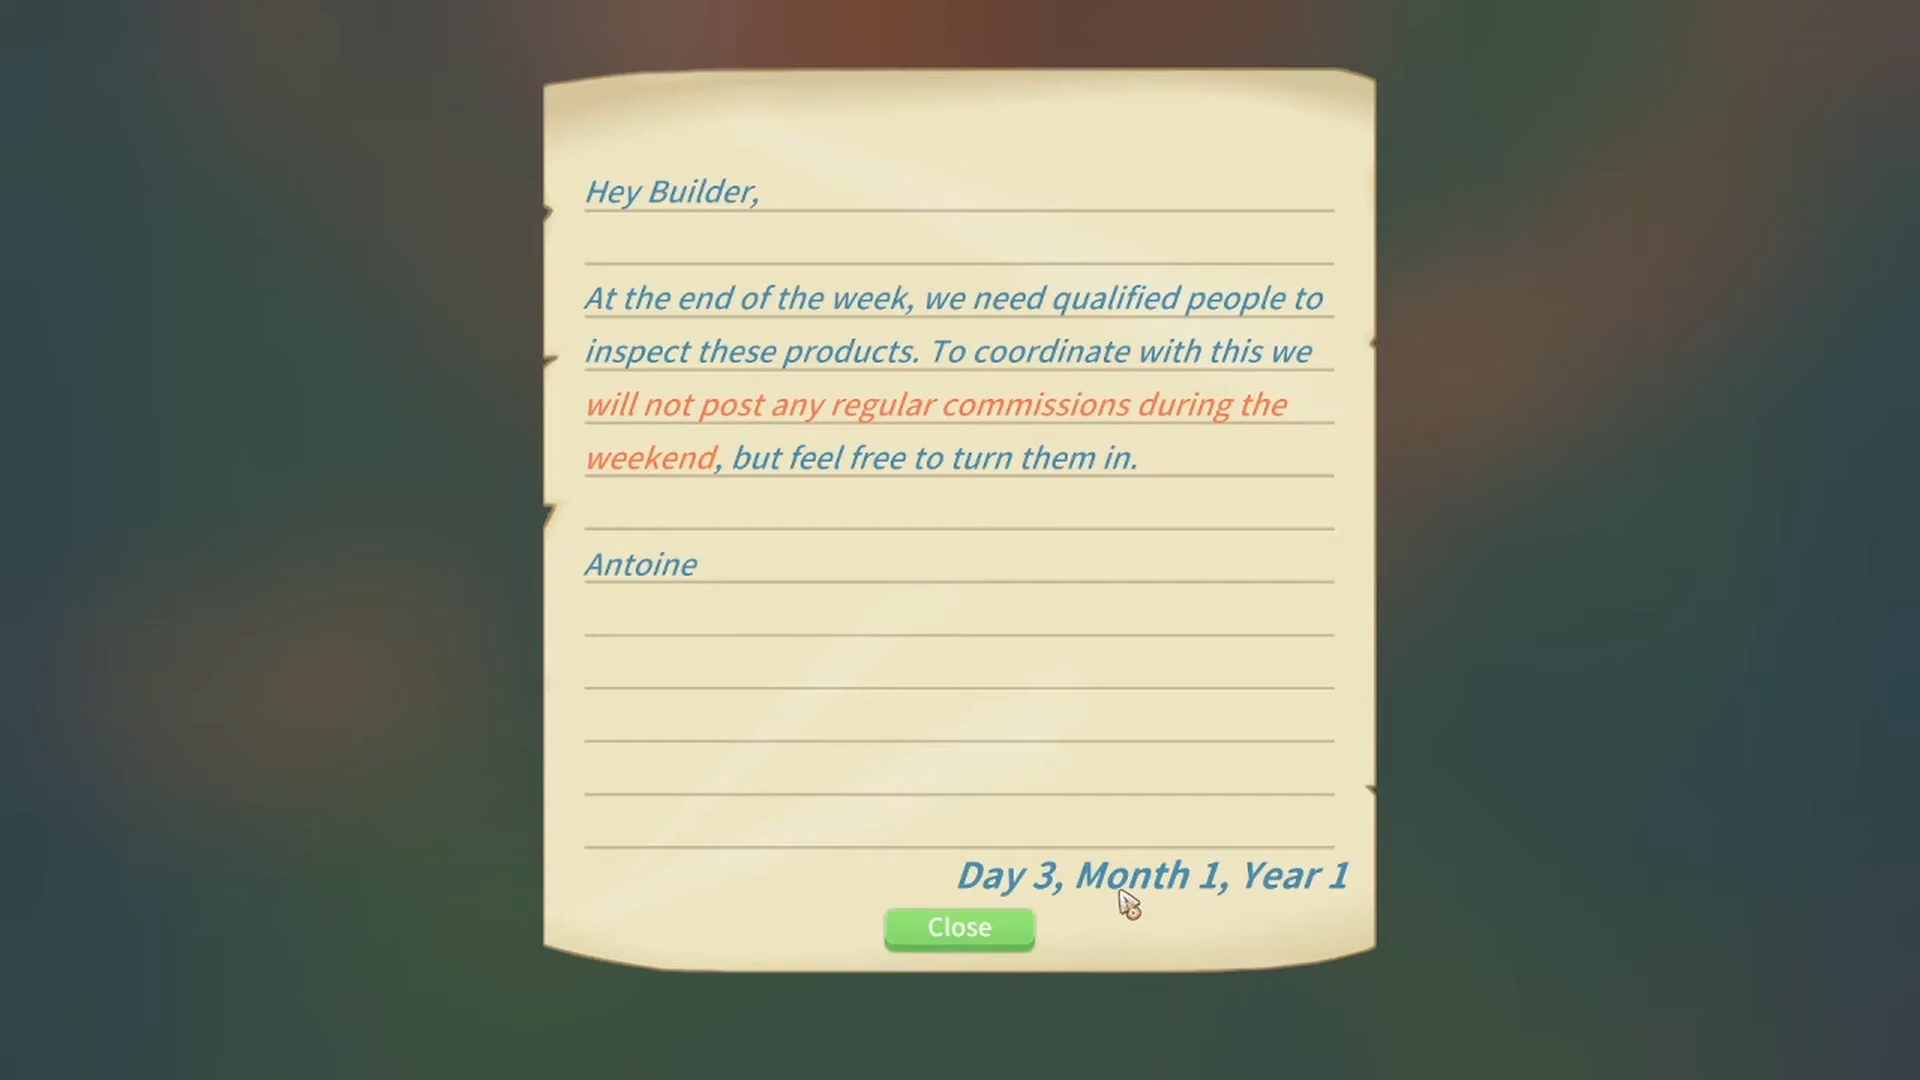 Hey Builder,
At the end of the week, we need qualified people to
inspect these products. To coordinate with this we
will not post any regular commissions during the
weekend, but feel free to turn them in.
Antoine
Day 3, Month 1, Year 1
Close